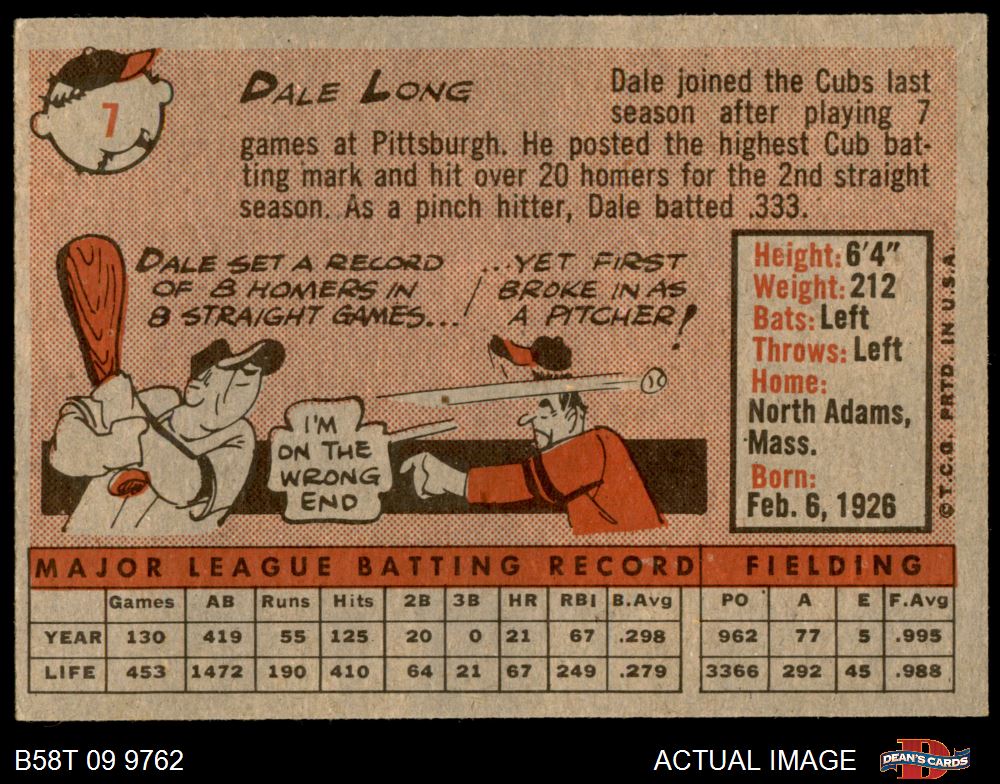 7
DALE LONG
Dale joined the Cubs last
season after playing 7
games at Pittsburgh. He posted the highest Cub bat-
ting mark and hit over 20 homers for the 2nd straight
season. As a pinch hitter, Dale batted .333.
DALE SET A RECORD
OF 8 HOMERS IN
8 STRAIGHT GAMES...
...YET FIRST
BROKE IN AS
A PITCHER!
I'M
ON THE
WRONG
END
Height: 6'4"
Weight: 212
Bats: Left
Throws: Left
Home:
North Adams,
Mass.
Born:
Feb. 6, 1926
© T.C.G. PRTD. IN U.S.A.
MAJOR LEAGUE BATTING RECORD FIELDING
Games AB Runs Hits 2B 3B HR RBI B.Avg PO A E F.Avg
YEAR 130 419 55 125 20 0 21 67 .298 962 77 5 .995
LIFE 453 1472 190 410 64 21 67 249 .279 3366 292 45 .988
B58T 09 9762
ACTUAL IMAGE
D
DEAN'S CARDS